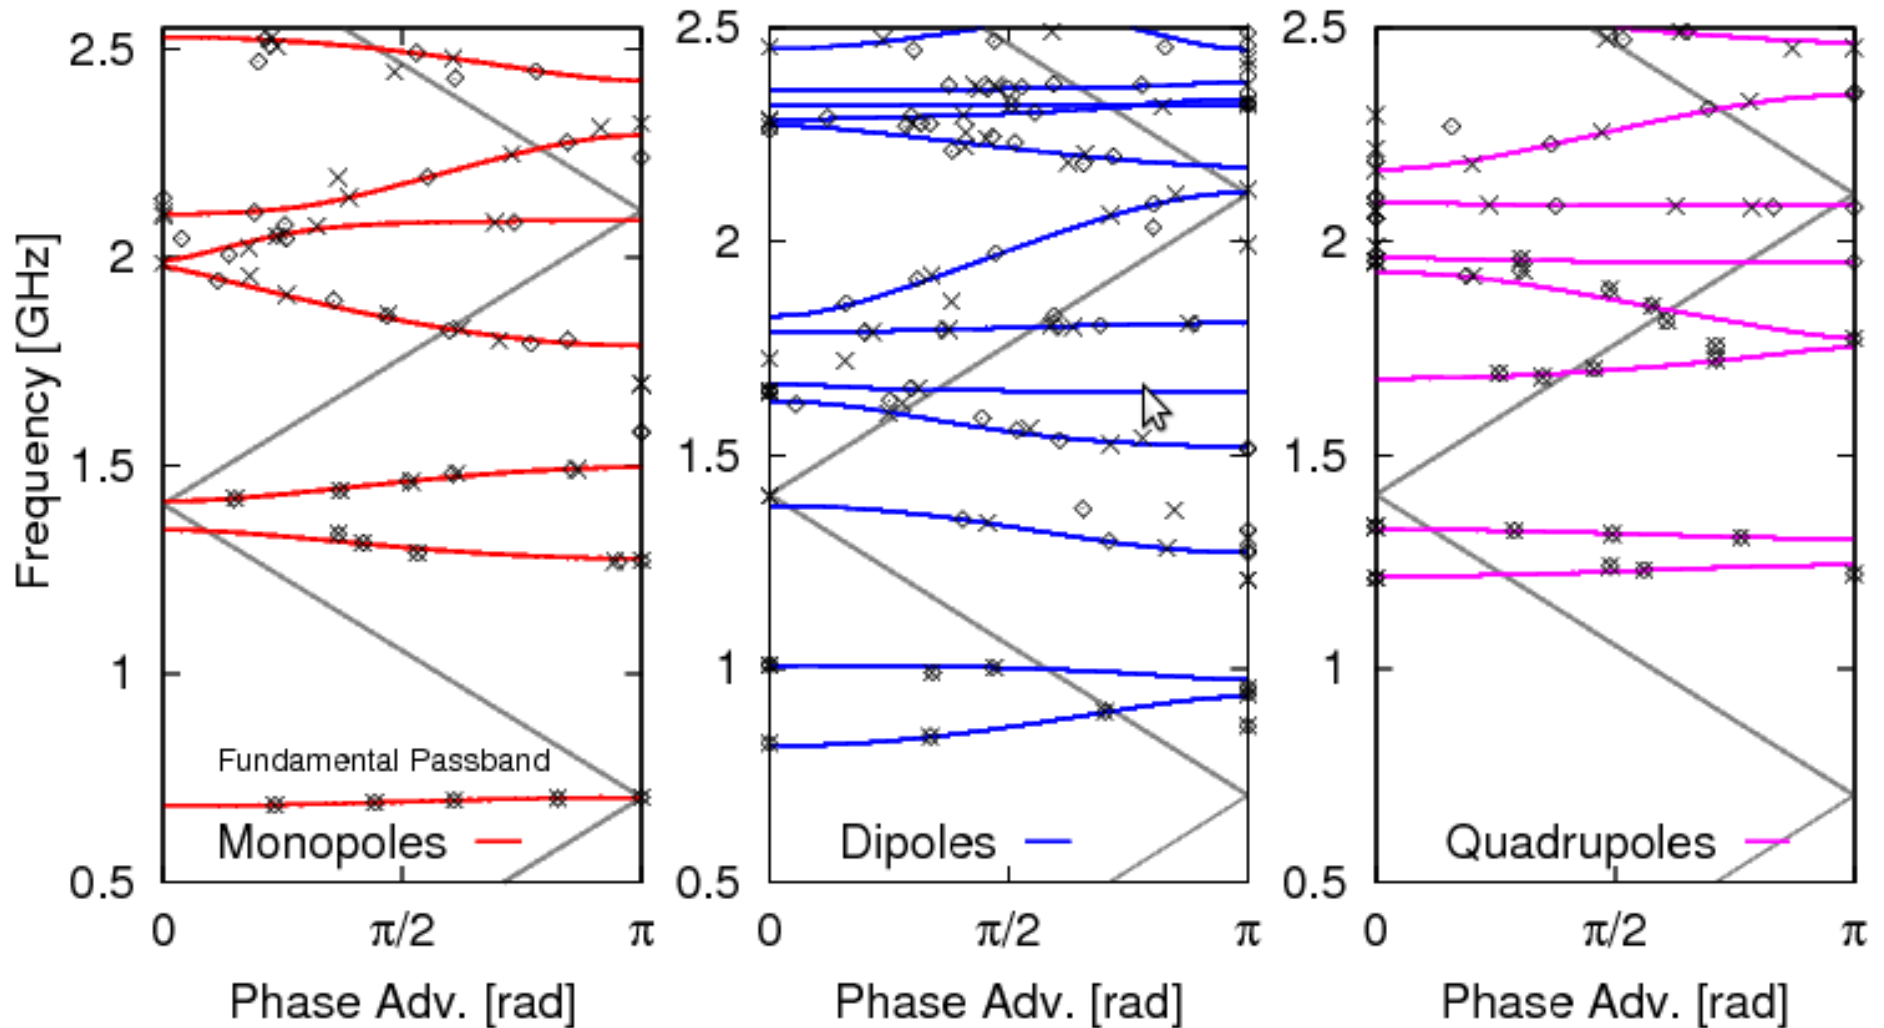 Frequency [GHz]
2.5
2
1.5
1
0.5
Fundamental Passband
Monopoles
0
π/2
π
Phase Adv. [rad]
2.5
2
1.5
1
0.5
Dipoles
0
π/2
π
Phase Adv. [rad]
2.5
2
1.5
1
0.5
Quadrupoles
0
π/2
π
Phase Adv. [rad]